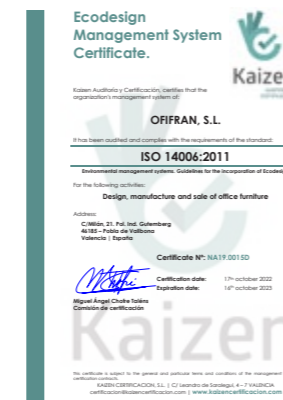 Ecodesign
Management System
Certificate.
Kaizen
Kaizen Auditoría y Certificación, certifies that the
organization's management system of:
OFIFRAN, S.L.
It has been audited and complies with the requirements of the standard:
ISO 14006:2011
Environmental management systems. Guidelines for the incorporation of Ecodesi
For the following activities:
Design, manufacture and sale of office furniture
Address:
C/Milán, 21. Pol. Ind. Gutemberg
46185 – Pobla de Vallbona
Valencia | España
Certificate Nº: NA19.0015D
Certification date: 17th october 2022
Expiration date: 16th october 2025
Miguel Ángel Chofre Taléns
Comisión de certificación
Kaizen
This certificate is subject to the general and particular terms and conditions of the management
certification contract.
KAIZEN CERTIFICACION, S.L. | C/ Leandro de Saralegui, 4 – 7 VALENCIA
certificacion@kaizencertificacion.com | www.kaizencertificacion.com